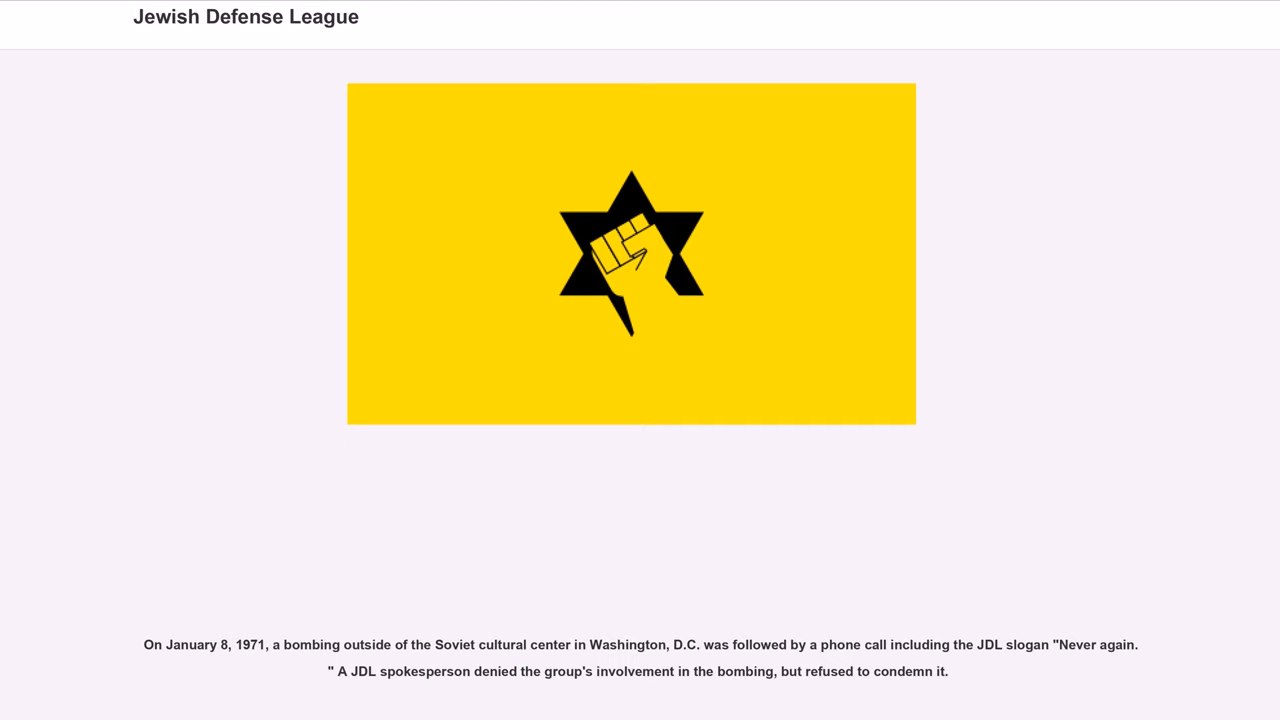 Jewish Defense League
On January 8, 1971, a bombing outside of the Soviet cultural center in Washington, D.C. was followed by a phone call including the JDL slogan "Never again.
" A JDL spokesperson denied the group's involvement in the bombing, but refused to condemn it.